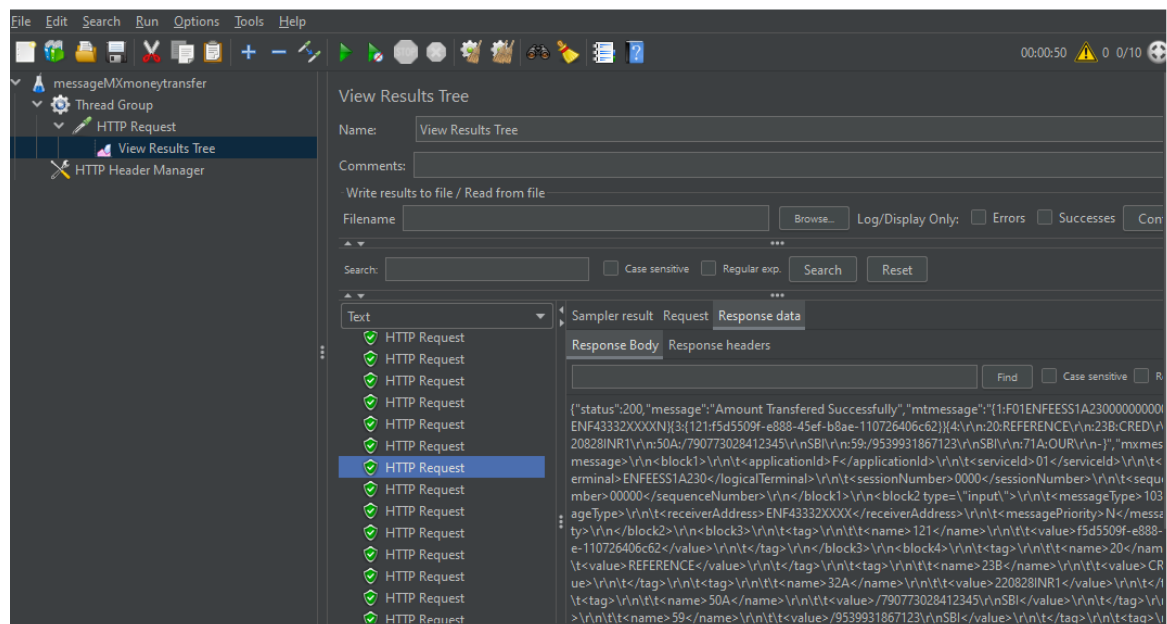 File Edit Search Run Options Tools Help
00:00:50 0 0/10
messageMXmoneytransfer
Thread Group
HTTP Request
View Results Tree
HTTP Header Manager
View Results Tree
Name: View Results Tree
Comments:
Write results to file / Read from file
Filename Browse... Log/Display Only: Errors Successes Con
Search: Case sensitive Regular exp. Search Reset
Text
HTTP Request
HTTP Request
HTTP Request
HTTP Request
HTTP Request
HTTP Request
HTTP Request
HTTP Request
HTTP Request
HTTP Request
HTTP Request
HTTP Request
HTTP Request
HTTP Request
Sampler result Request Response data
Response Body Response headers
Find Case sensitive R
{"status":200,"message":"Amount Transfered Successfully","mtmessage":"{1:F01ENFEESS1A23000000000
ENF43332XXXXN}{3:{121:f5d5509f-e888-45ef-b8ae-110726406c62}}{4:\r\n:20:REFERENCE\r\n:23B:CRED\r\
20828INR1\r\n:50A:/790773028412345\r\nSBI\r\n:59:/9539931867123\r\nSBI\r\n:71A:OUR\r\n-}","mxmes
message>\r\n<block1>\r\n\t<applicationId>F</applicationId>\r\n\t<serviceId>01</serviceId>\r\n\t<
erminal>ENFEESS1A230</logicalTerminal>\r\n\t<sessionNumber>0000</sessionNumber>\r\n\t<sequ
mber>00000</sequenceNumber>\r\n</block1>\r\n<block2 type=\"input\">\r\n\t<messageType>103
ageType>\r\n\t<receiverAddress>ENF43332XXXX</receiverAddress>\r\n\t<messagePriority>N</messa
ty>\r\n</block2>\r\n<block3>\r\n\t<tag>\r\n\t\t<name>121</name>\r\n\t\t<value>f5d5509f-e888-
e-110726406c62</value>\r\n\t</tag>\r\n</block3>\r\n<block4>\r\n\t<tag>\r\n\t\t<name>20</nam
\t<value>REFERENCE</value>\r\n\t</tag>\r\n\t<tag>\r\n\t\t<name>23B</name>\r\n\t\t<value>CR
ue>\r\n\t</tag>\r\n\t<tag>\r\n\t\t<name>32A</name>\r\n\t\t<value>220828INR1</value>\r\n\t</t
\t<tag>\r\n\t\t<name>50A</name>\r\n\t\t<value>/790773028412345\r\nSBI</value>\r\n\t</tag>\r\
>\r\n\t\t<name>59</name>\r\n\t\t<value>/9539931867123\r\nSBI</value>\r\n\t</tag>\r\n\t<tag>\